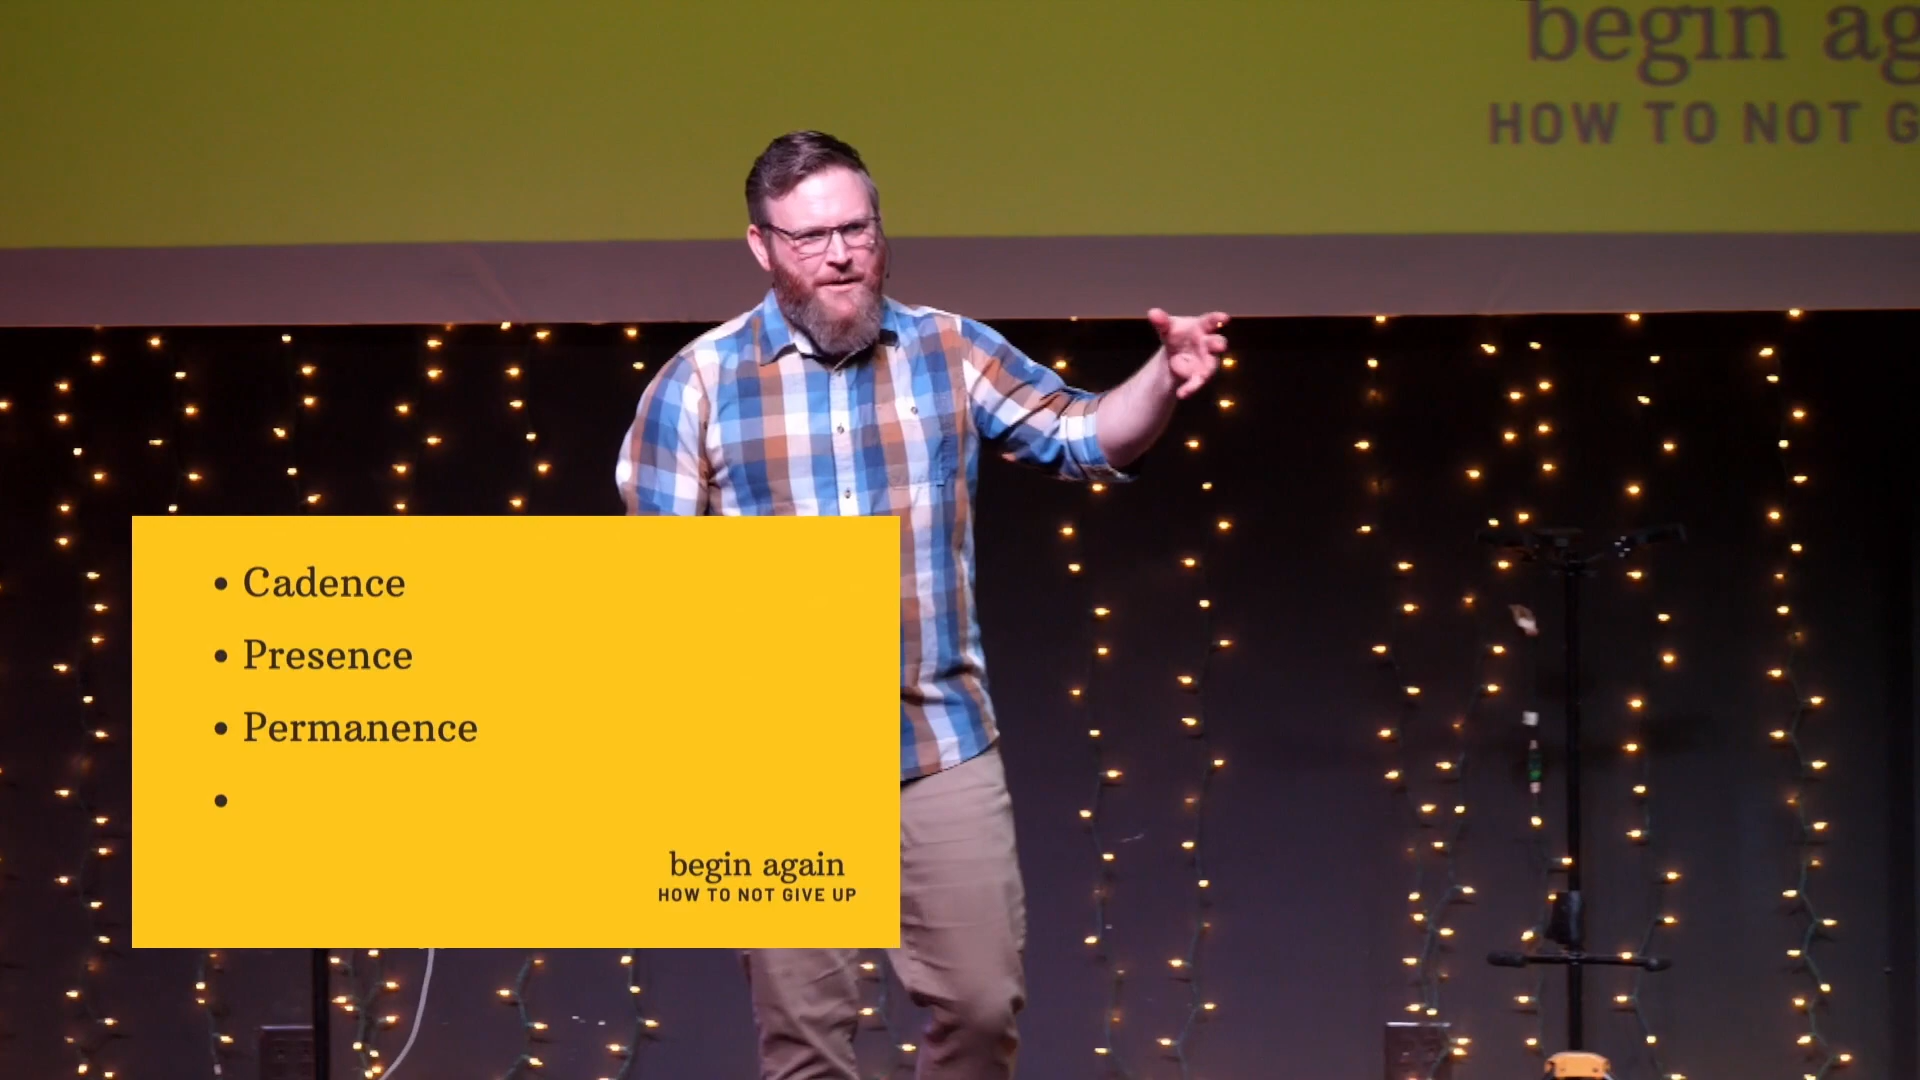 begin ag
HOW TO NOT G
• Cadence
• Presence
• Permanence
•
begin again
HOW TO NOT GIVE UP